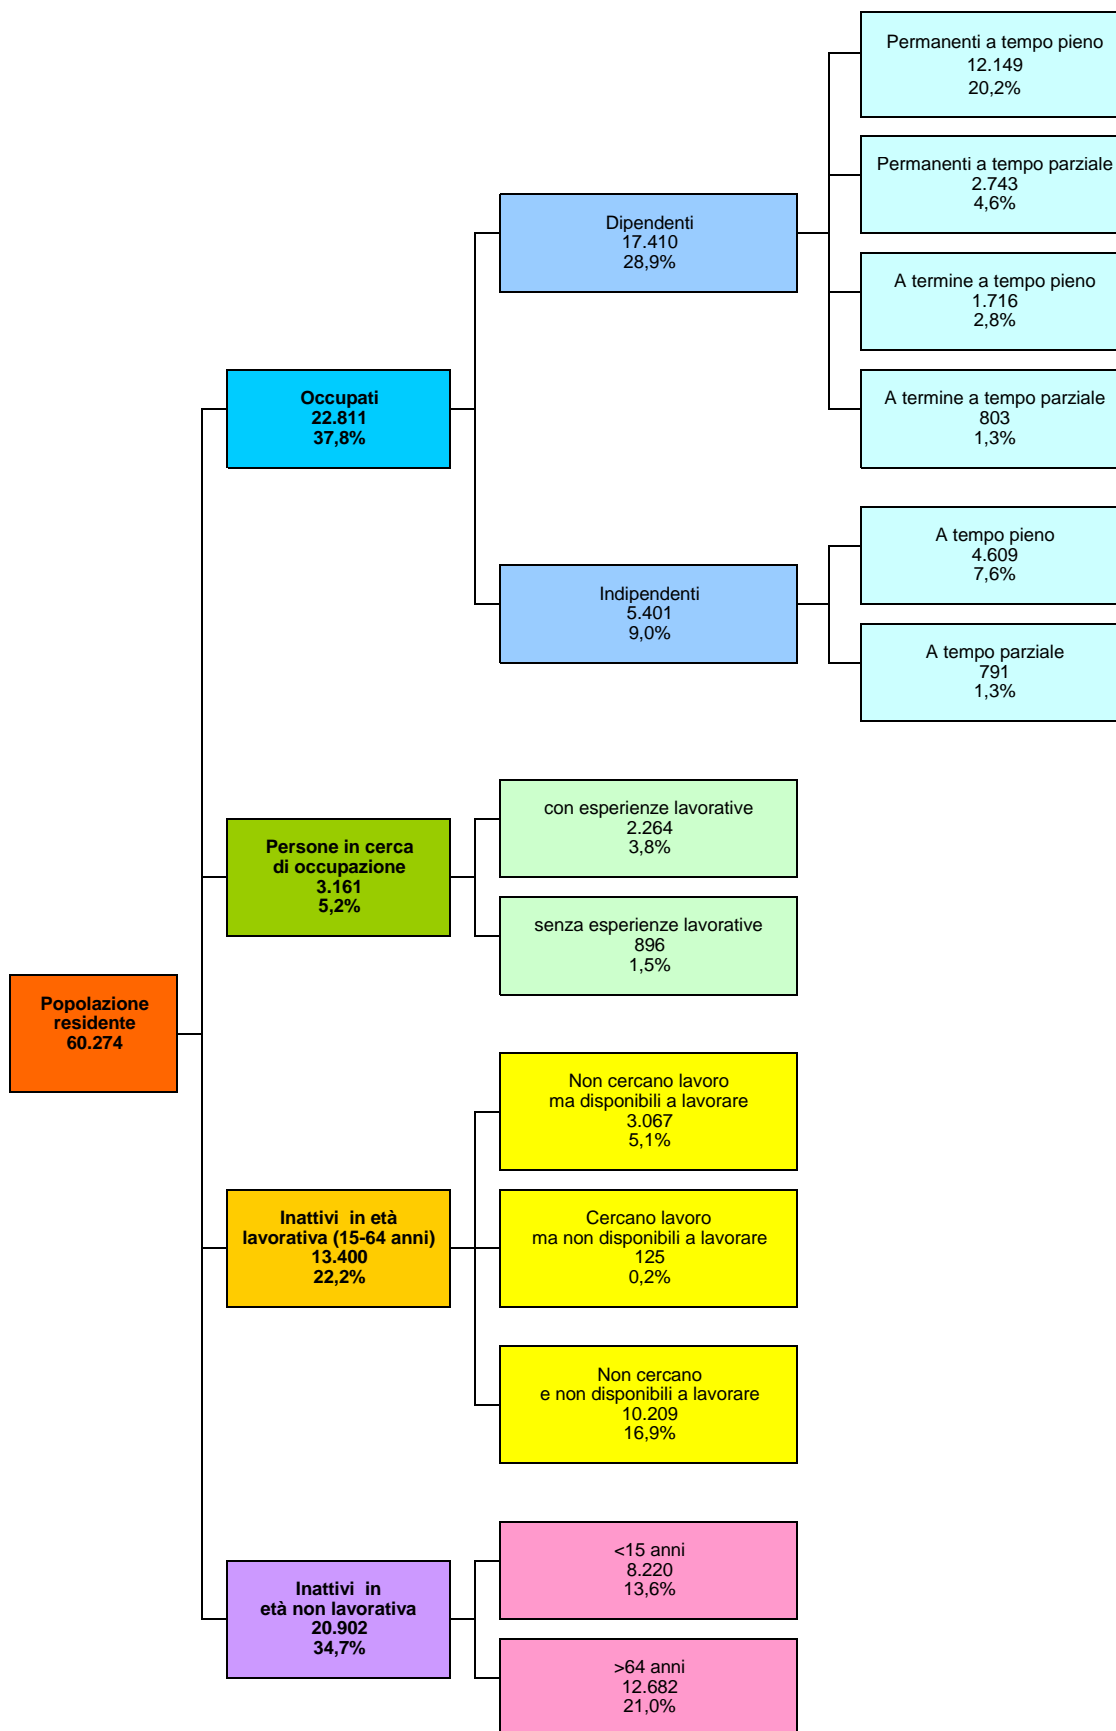 Popolazione
residente
60.274
Occupati
22.811
37,8%
Dipendenti
17.410
28,9%
Permanenti a tempo pieno
12.149
20,2%
Permanenti a tempo parziale
2.743
4,6%
A termine a tempo pieno
1.716
2,8%
A termine a tempo parziale
803
1,3%
Indipendenti
5.401
9,0%
A tempo pieno
4.609
7,6%
A tempo parziale
791
1,3%
Persone in cerca
di occupazione
3.161
5,2%
con esperienze lavorative
2.264
3,8%
senza esperienze lavorative
896
1,5%
Inattivi in età
lavorativa (15-64 anni)
13.400
22,2%
Non cercano lavoro
ma disponibili a lavorare
3.067
5,1%
Cercano lavoro
ma non disponibili a lavorare
125
0,2%
Non cercano
e non disponibili a lavorare
10.209
16,9%
Inattivi in
età non lavorativa
20.902
34,7%
<15 anni
8.220
13,6%
>64 anni
12.682
21,0%